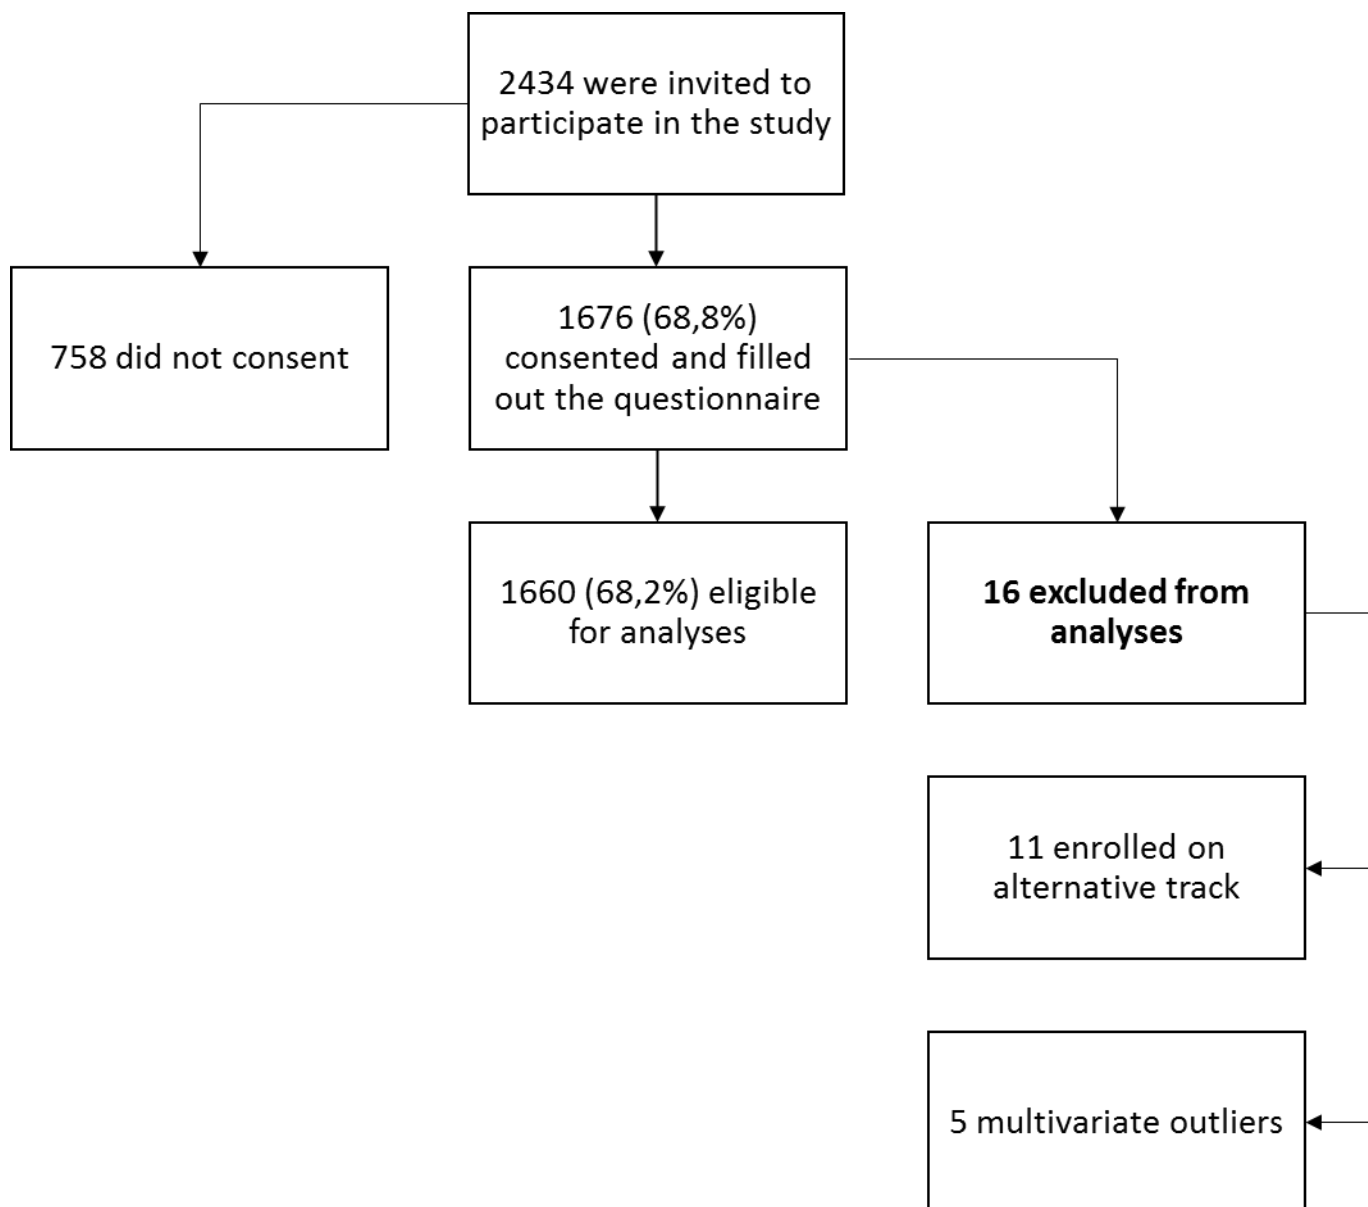 2434 were invited to
participate in the study
758 did not consent
1676 (68,8%)
consented and filled
out the questionnaire
1660 (68,2%) eligible
for analyses
16 excluded from
analyses
11 enrolled on
alternative track
5 multivariate outliers